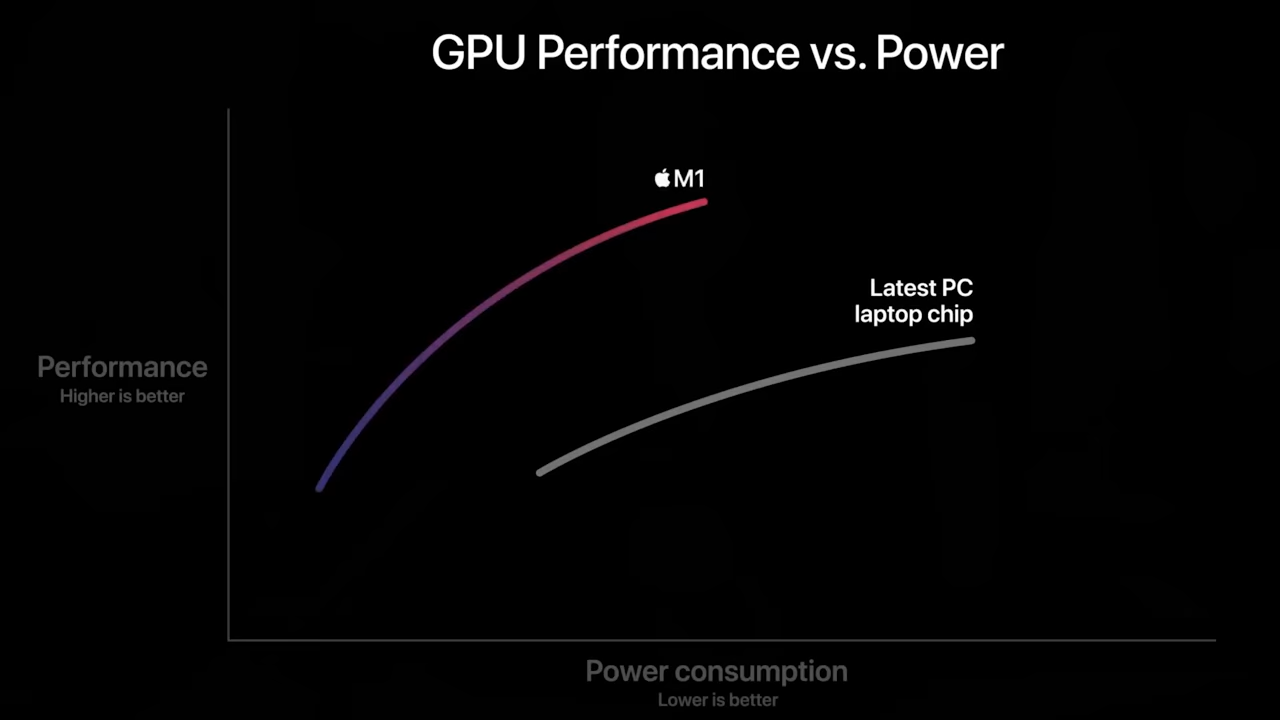 GPU Performance vs. Power
M1
Latest PC
laptop chip
Performance
Higher is better
Power consumption
Lower is better